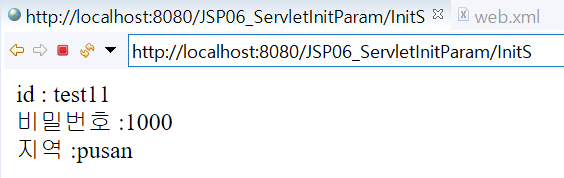 http://localhost:8080/JSP06_ServletInitParam/InitS web.xml
http://localhost:8080/JSP06_ServletInitParam/InitS
id : test11
비밀번호 :1000
지역 :pusan